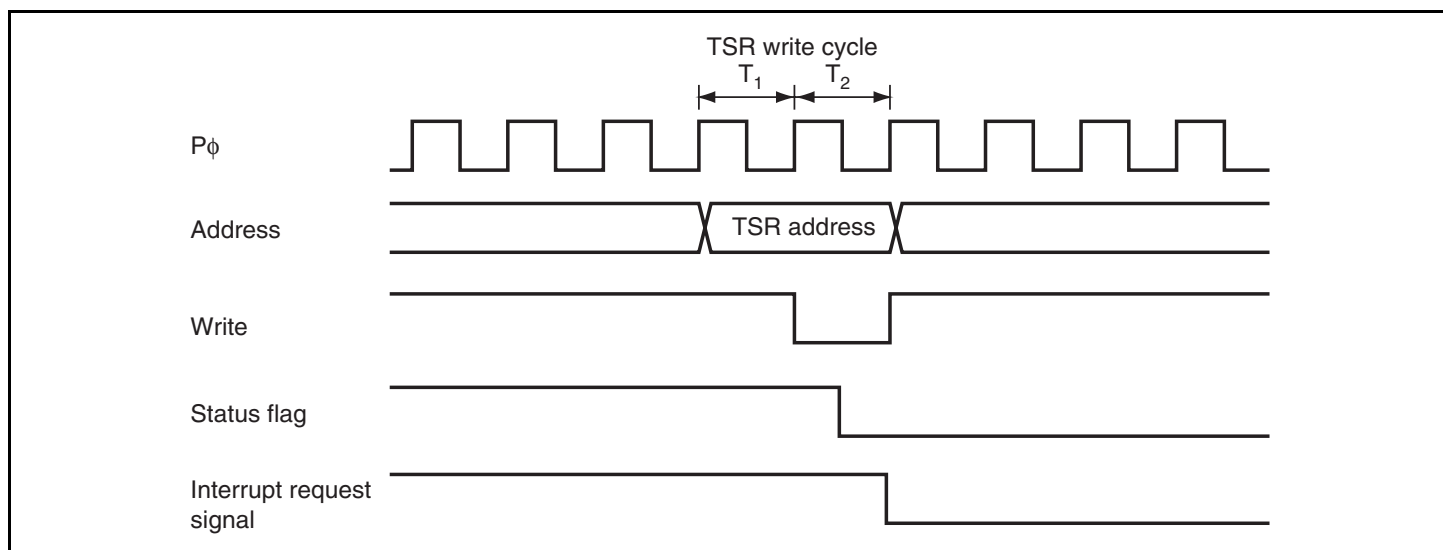 TSR write cycle
T₁ T₂
Pϕ
Address
TSR address
Write
Status flag
Interrupt request
signal